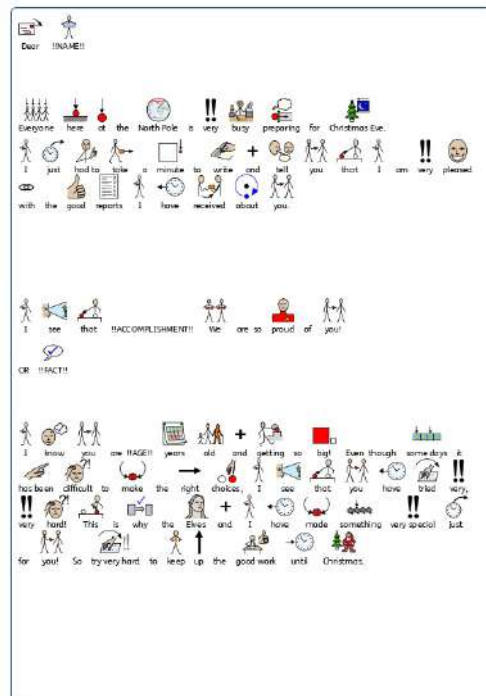 Dear !!NAME!!
Everyone here at the North Pole is very busy preparing for Christmas Eve.
I just had to take a minute to write and tell you that I am very pleased
with the good reports I have received about you.
I see that !!ACCOMPLISHMENT!! We are so proud of you!
OR !!FACT!!
I know you are !!AGE!! years old and getting so big! Even though some days it
has been difficult to make the right choices, I see that you have tried very,
very hard! This is why the Elves and I have made something very special just
for you! So try very hard to keep up the good work until Christmas.